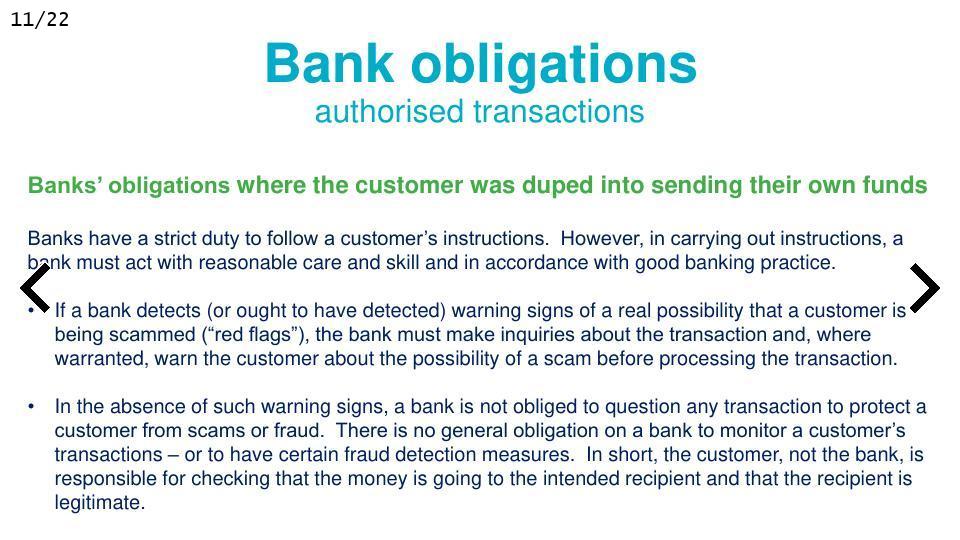 11/22
Bank obligations
authorised transactions
Banks’ obligations where the customer was duped into sending their own funds
Banks have a strict duty to follow a customer’s instructions.  However, in carrying out instructions, a
bank must act with reasonable care and skill and in accordance with good banking practice.
• If a bank detects (or ought to have detected) warning signs of a real possibility that a customer is
being scammed (“red flags”), the bank must make inquiries about the transaction and, where
warranted, warn the customer about the possibility of a scam before processing the transaction.
• In the absence of such warning signs, a bank is not obliged to question any transaction to protect a
customer from scams or fraud.  There is no general obligation on a bank to monitor a customer’s
transactions – or to have certain fraud detection measures.  In short, the customer, not the bank, is
responsible for checking that the money is going to the intended recipient and that the recipient is
legitimate.